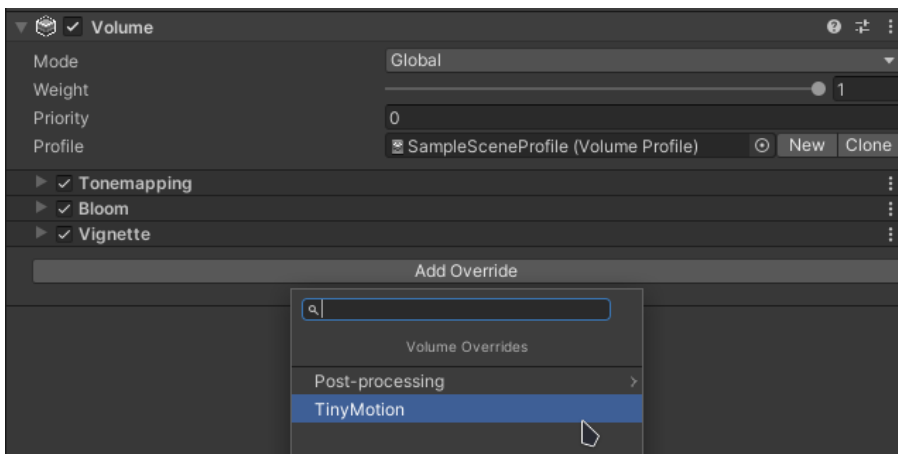 Volume
Mode Global
Weight 1
Priority 0
Profile SampleSceneProfile (Volume Profile) New Clone
Tonemapping
Bloom
Vignette
Add Override
Volume Overrides
Post-processing
TinyMotion